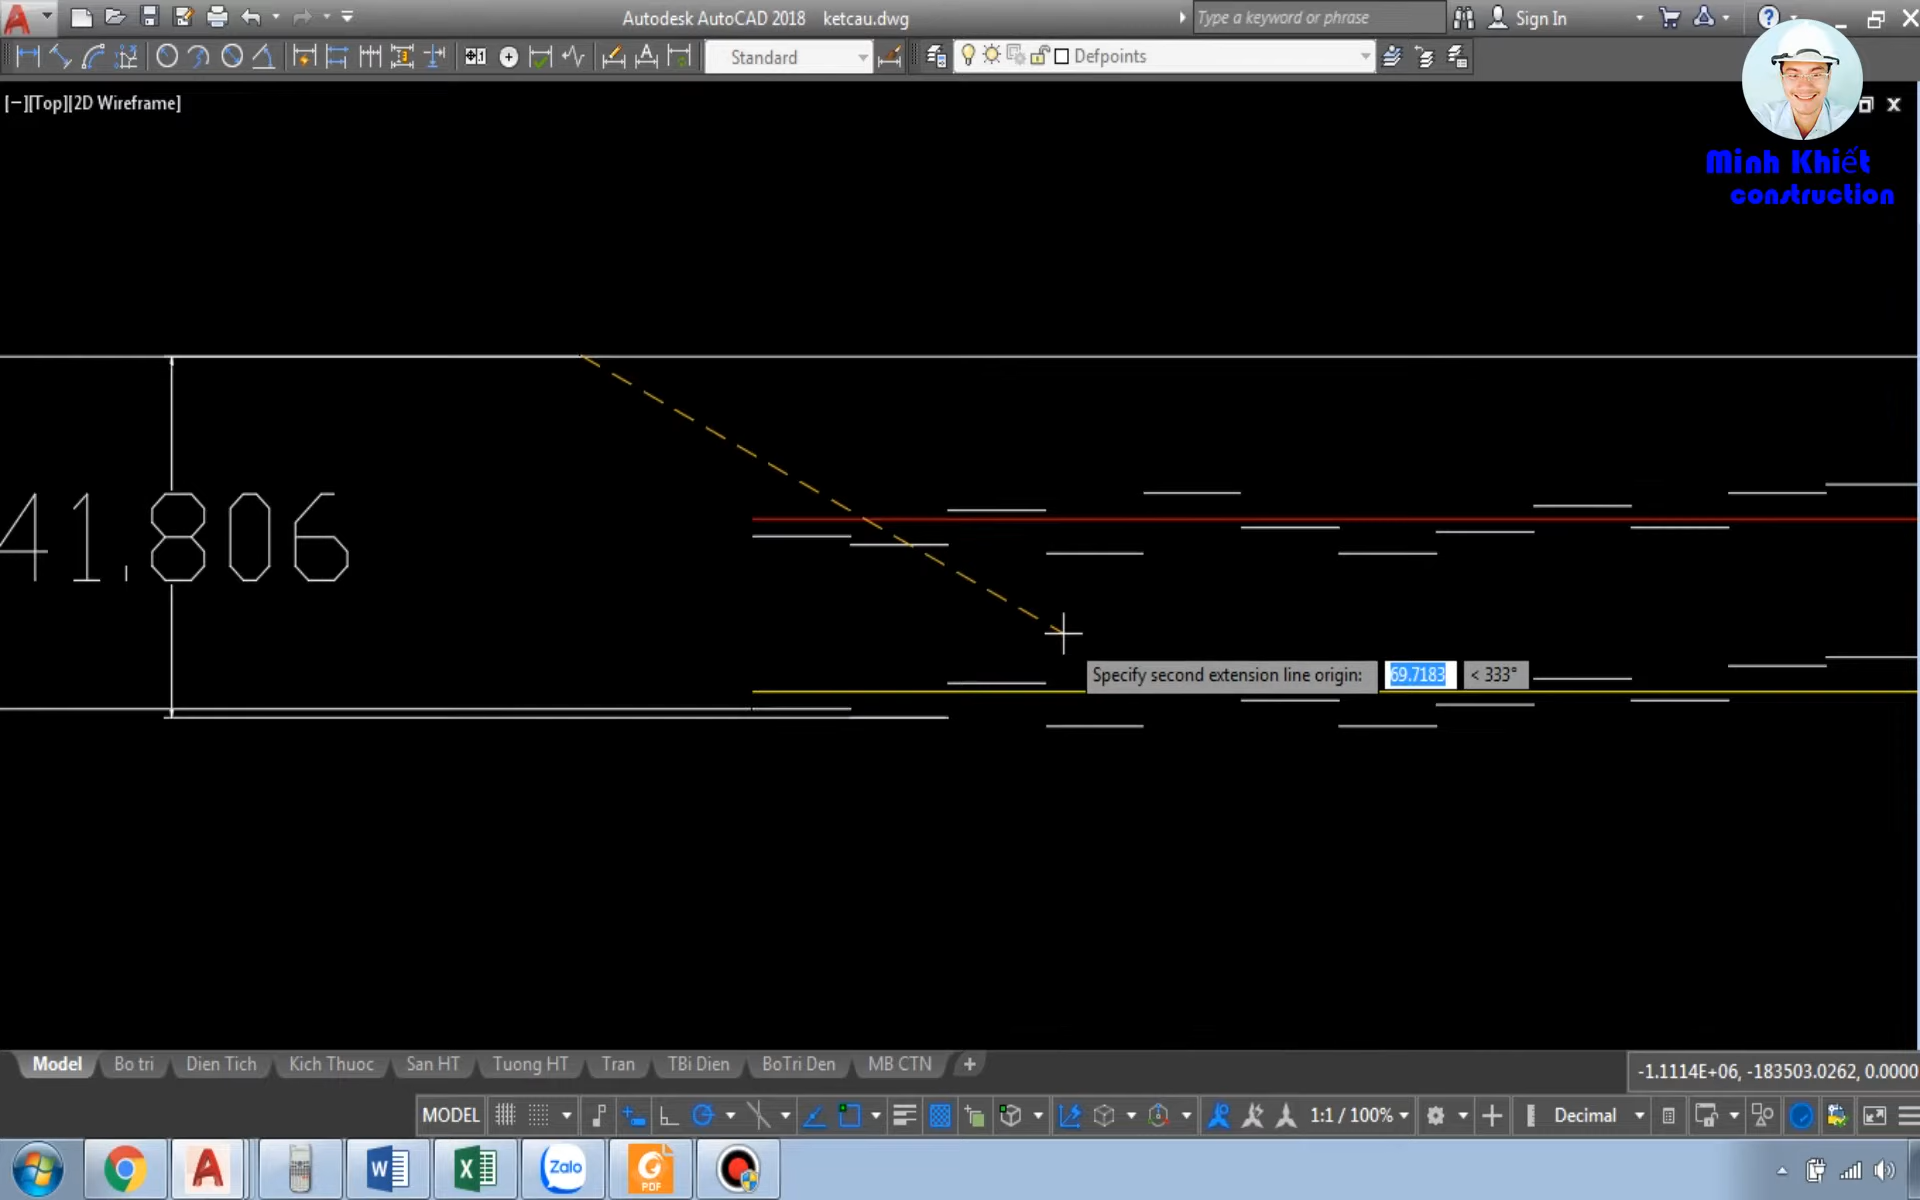 Autodesk AutoCAD 2018 ketcau.dwg
Type a keyword or phrase
Sign In
Standard
Defpoints
[−][Top][2D Wireframe]
Minh Khiết
construction
41.806
Specify second extension line origin: 69.7183 < 333°
Model Bo tri Dien Tich Kich Thuoc San HT Tuong HT Tran TBi Dien BoTri Den MB CTN +
-1.1114E+06, -183503.0262, 0.0000
MODEL 1:1 / 100% Decimal
Zalo
PDF